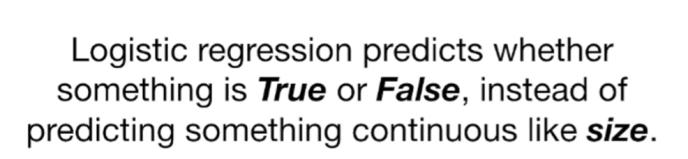 Logistic regression predicts whether
something is True or False, instead of
predicting something continuous like size.